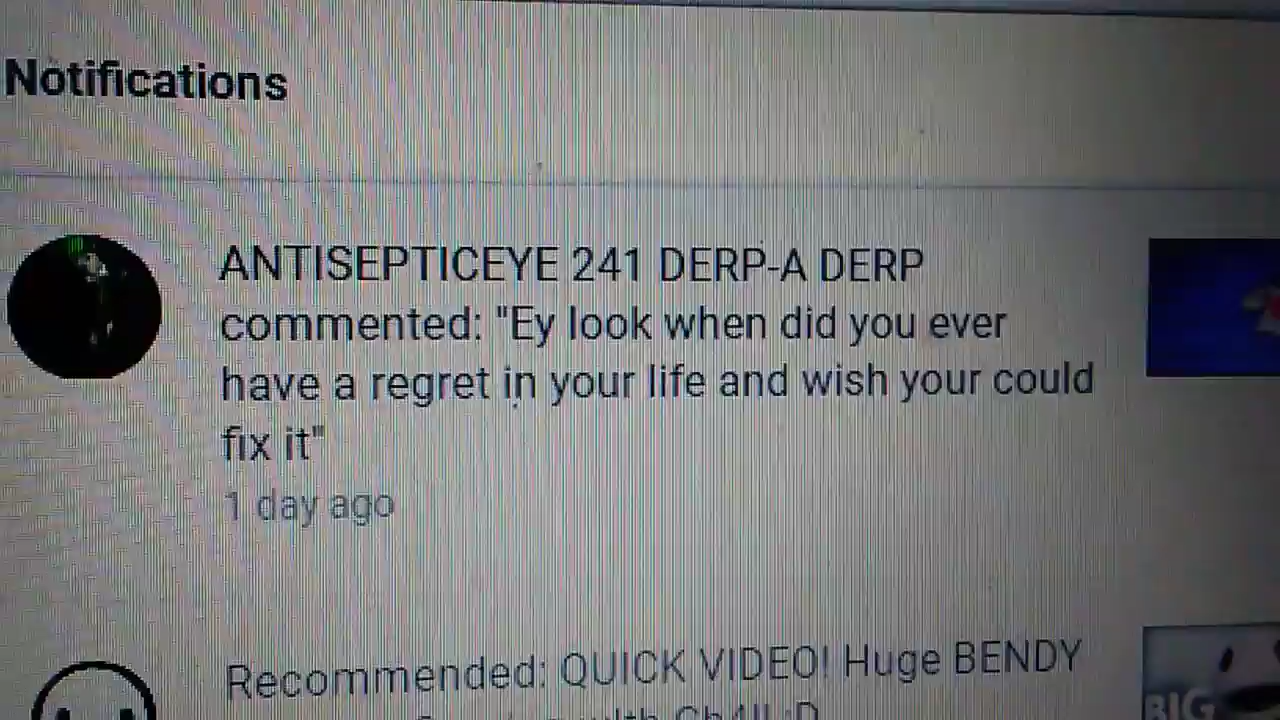 Notifications
ANTISEPTICEYE 241 DERP-A DERP
commented: "Ey look when did you ever
have a regret in your life and wish your could
fix it"
1 day ago
Recommended: QUICK VIDEO! Huge BENDY
BIG